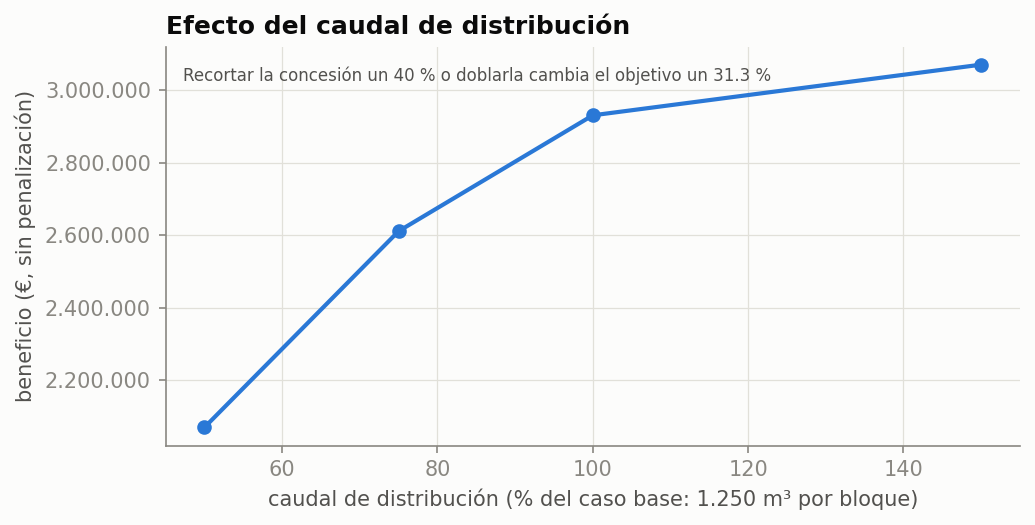 Efecto del caudal de distribución
Recortar la concesión un 40 % o doblarla cambia el objetivo un 31.3 %
beneficio (€, sin penalización)
3.000.000
2.800.000
2.600.000
2.400.000
2.200.000
60 80 100 120 140
caudal de distribución (% del caso base: 1.250 m³ por bloque)